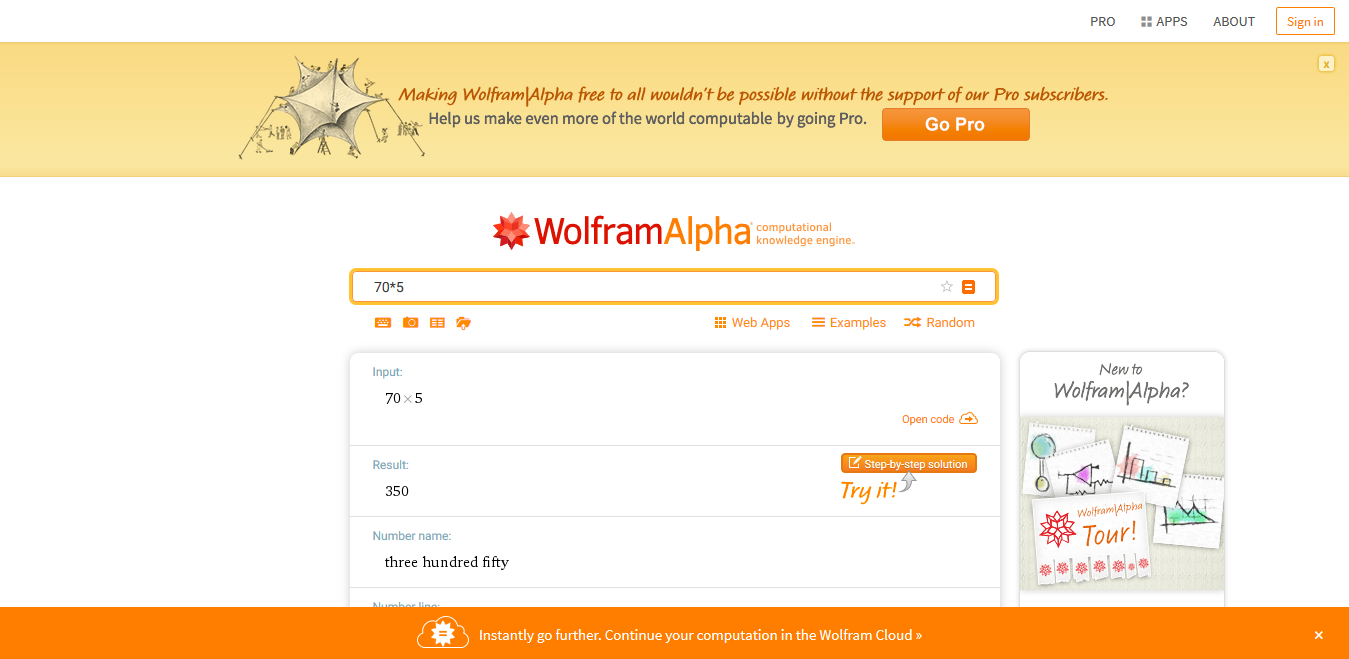 PRO
APPS
ABOUT
Sign in
x
Making Wolfram|Alpha free to all wouldn't be possible without the support of our Pro subscribers.
Help us make even more of the world computable by going Pro.
Go Pro
WolframAlpha computational
knowledge engine
70*5
Web Apps
Examples
Random
Input:
70×5
Open code
Result:
Step-by-step solution
350
Try it!
Number name:
three hundred fifty
Number line:
New to
Wolfram|Alpha?
Wolfram|Alpha
Tour!
Instantly go further. Continue your computation in the Wolfram Cloud »
×